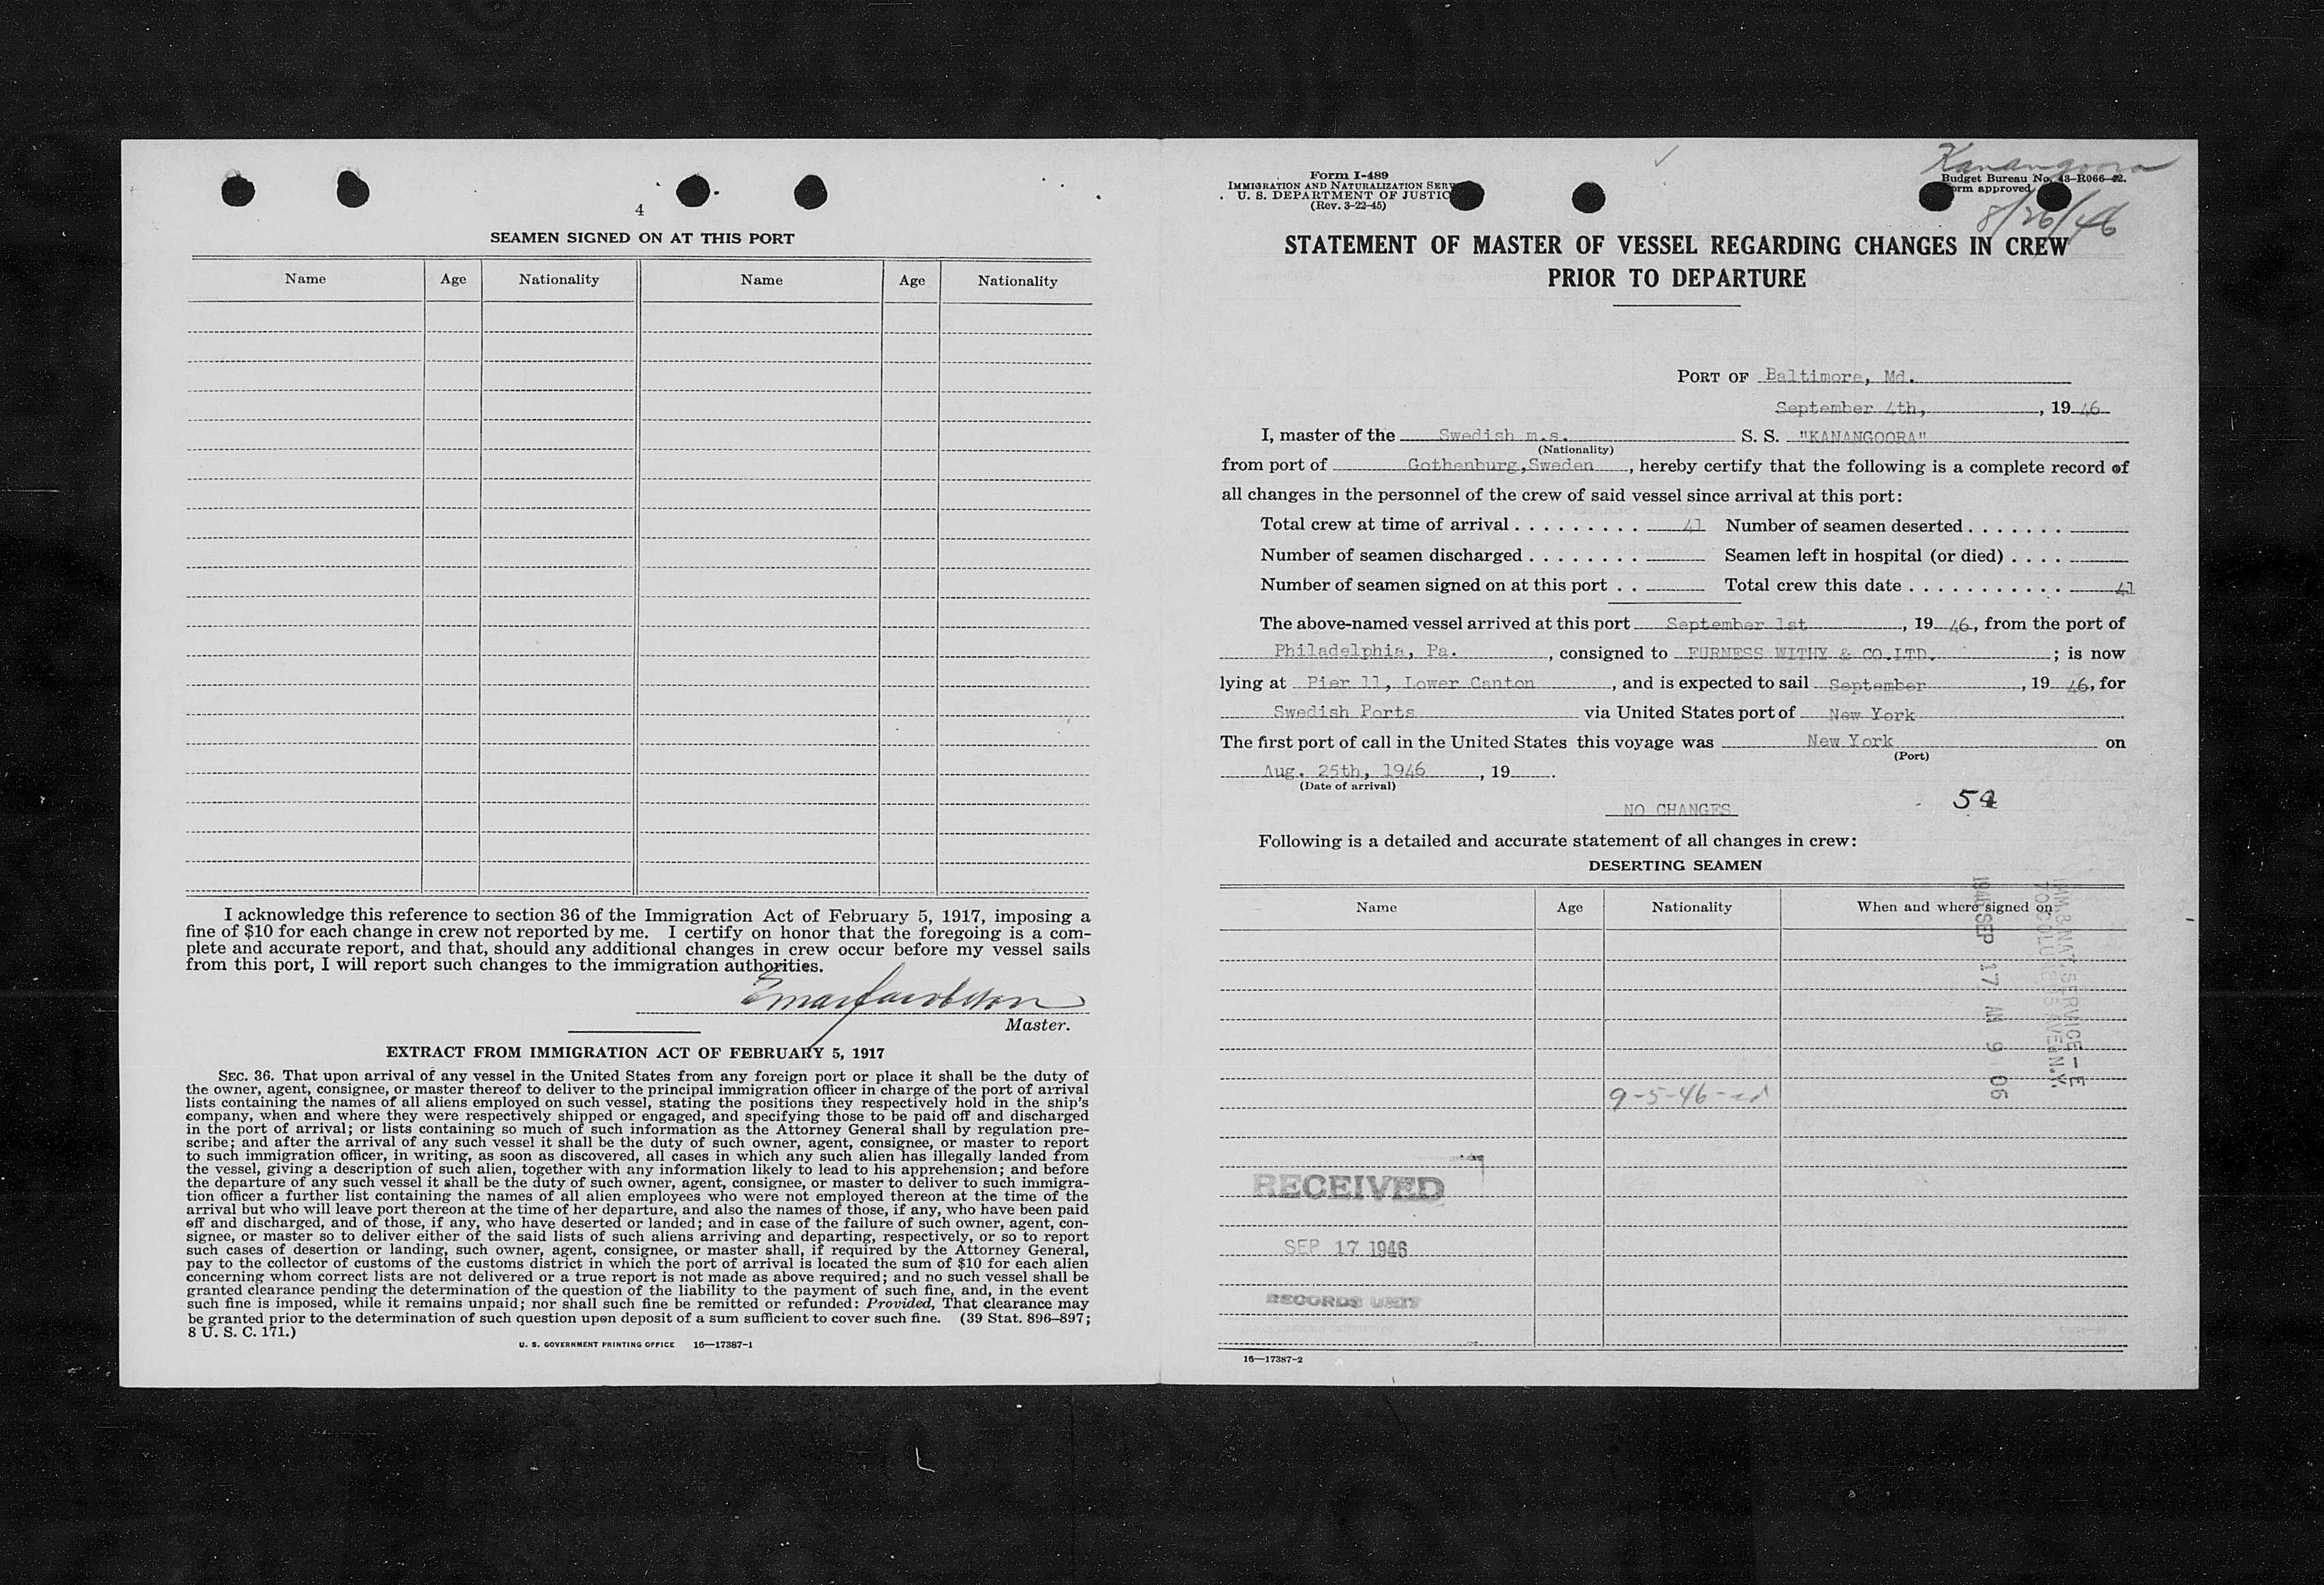 4
SEAMEN SIGNED ON AT THIS PORT
Name Age Nationality Name Age Nationality
I acknowledge this reference to section 36 of the Immigration Act of February 5, 1917, imposing a
fine of $10 for each change in crew not reported by me. I certify on honor that the foregoing is a com-
plete and accurate report, and that, should any additional changes in crew occur before my vessel sails
from this port, I will report such changes to the immigration authorities.
Master.
EXTRACT FROM IMMIGRATION ACT OF FEBRUARY 5, 1917
SEC. 36. That upon arrival of any vessel in the United States from any foreign port or place it shall be the duty of
the owner, agent, consignee, or master thereof to deliver to the principal immigration officer in charge of the port of arrival
lists containing the names of all aliens employed on such vessel, stating the positions they respectively hold in the ship's
company, when and where they were respectively shipped or engaged, and specifying those to be paid off and discharged
in the port of arrival; or lists containing so much of such information as the Attorney General shall by regulation pre-
scribe; and after the arrival of any such vessel it shall be the duty of such owner, agent, consignee, or master to report
to such immigration officer, in writing, as soon as discovered, all cases in which any such alien has illegally landed from
the vessel, giving a description of such alien, together with any information likely to lead to his apprehension; and before
the departure of any such vessel it shall be the duty of such owner, agent, consignee, or master to deliver to such immigra-
tion officer a further list containing the names of all alien employees who were not employed thereon at the time of the
arrival but who will leave port thereon at the time of her departure, and also the names of those, if any, who have been paid
off and discharged, and of those, if any, who have deserted or landed; and in case of the failure of such owner, agent, con-
signee, or master so to deliver either of the said lists of such aliens arriving and departing, respectively, or so to report
such cases of desertion or landing, such owner, agent, consignee, or master shall, if required by the Attorney General,
pay to the collector of customs of the customs district in which the port of arrival is located the sum of $10 for each alien
concerning whom correct lists are not delivered or a true report is not made as above required; and no such vessel shall be
granted clearance pending the determination of the question of the liability to the payment of such fine, and, in the event
such fine is imposed, while it remains unpaid; nor shall such fine be remitted or refunded: Provided, That clearance may
be granted prior to the determination of such question upon deposit of a sum sufficient to cover such fine. (39 Stat. 896–897;
8 U. S. C. 171.)
U. S. GOVERNMENT PRINTING OFFICE 16—17387-1
Kanangoora
8/26/46
Form I-489
IMMIGRATION AND NATURALIZATION SERV
U. S. DEPARTMENT OF JUSTIC
(Rev. 3-22-45)
Budget Bureau No. 43-R066-42.
orm approved
STATEMENT OF MASTER OF VESSEL REGARDING CHANGES IN CREW
PRIOR TO DEPARTURE
PORT OF Baltimore, Md.
September 4th, , 19 46
I, master of the Swedish m.s. S. S. "KANANGOORA"
(Nationality)
from port of Gothenburg,Sweden , hereby certify that the following is a complete record of
all changes in the personnel of the crew of said vessel since arrival at this port:
Total crew at time of arrival . . . . . . . . . 41 Number of seamen deserted . . . . . . .
Number of seamen discharged . . . . . . . . Seamen left in hospital (or died) . . . .
Number of seamen signed on at this port . . Total crew this date . . . . . . . . . . . 41
The above-named vessel arrived at this port September 1st , 19 46, from the port of
Philadelphia, Pa. , consigned to FURNESS WITHY & CO.LTD. ; is now
lying at Pier 11, Lower Canton , and is expected to sail September , 19 46, for
Swedish Ports via United States port of New York
The first port of call in the United States this voyage was New York on
(Port)
Aug. 25th, 1946 , 19 .
(Date of arrival)
NO CHANGES
Following is a detailed and accurate statement of all changes in crew:
DESERTING SEAMEN
Name Age Nationality When and where signed on
1946 SEP 17 AM 9 06
IMM. & NAT. SERVICE – E
70 COLUMBUS AVE. N.Y.
9-5-46
RECEIVED
SEP 17 1946
RECORDS UNIT
16—17387-2